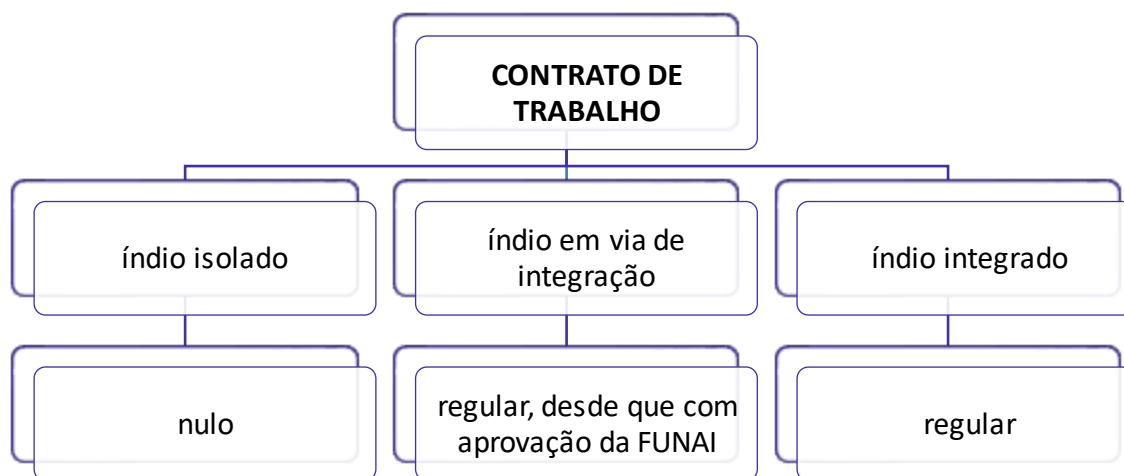 CONTRATO DE
TRABALHO
índio isolado
índio em via de
integração
índio integrado
nulo
regular, desde que com
aprovação da FUNAI
regular